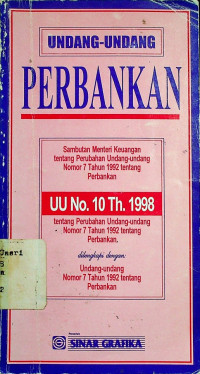 UNDANG-UNDANG
PERBANKAN
Sambutan Menteri Keuangan
tentang Perubahan Undang-undang
Nomor 7 Tahun 1992 tentang
Perbankan
UU No. 10 Th. 1998
tentang Perubahan Undang-undang
Nomor 7 Tahun 1992 tentang
Perbankan.
dilengkapi dengan:
Undang-undang
Nomor 7 Tahun 1992 tentang
Perbankan
SINAR GRAFIKA